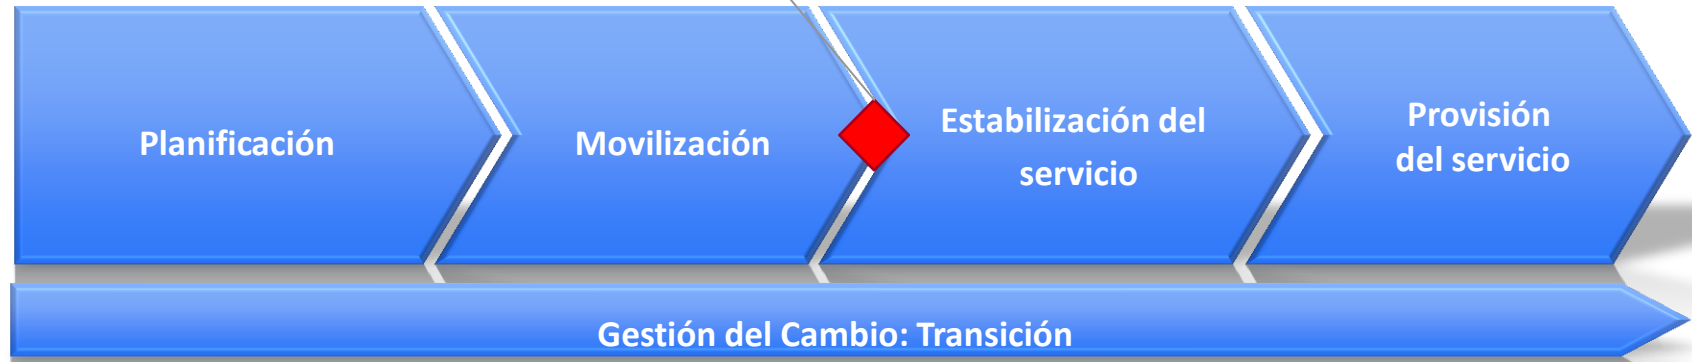 Planificación
Movilización
Estabilización del
servicio
Provisión
del servicio
Gestión del Cambio: Transición